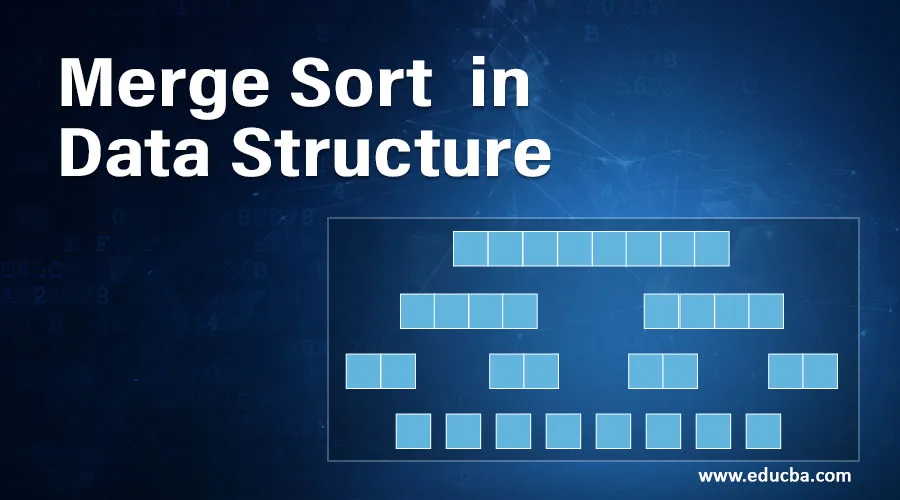 Merge Sort in
Data Structure
www.educba.com